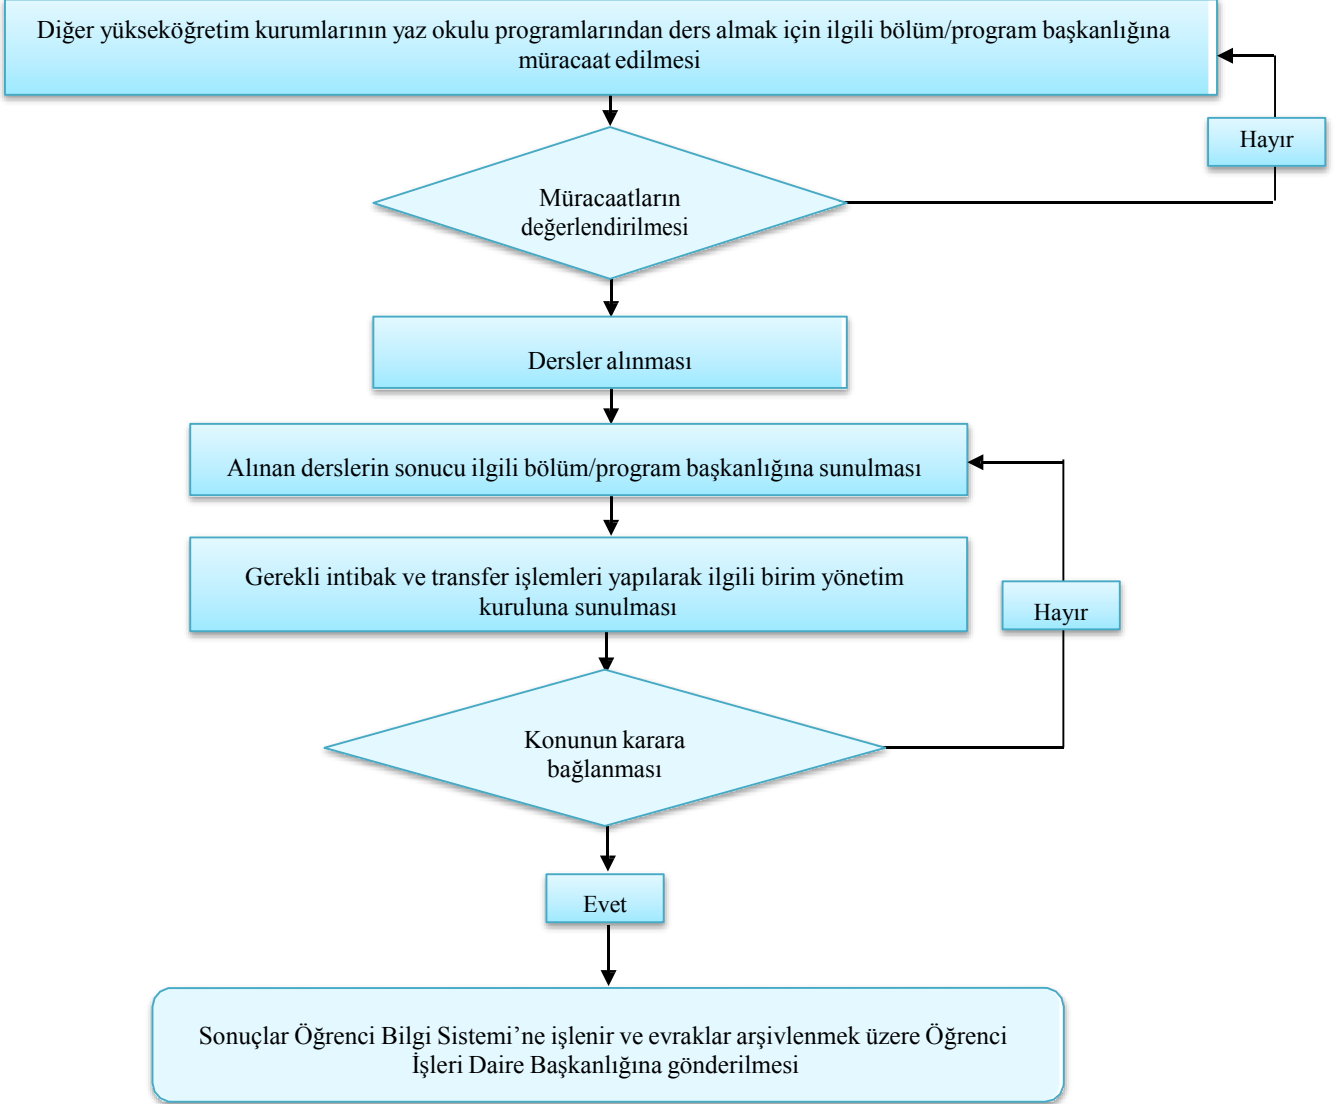 Diğer yükseköğretim kurumlarının yaz okulu programlarından ders almak için ilgili bölüm/program başkanlığına
müracaat edilmesi
Hayır
Müracaatların
değerlendirilmesi
Dersler alınması
Alınan derslerin sonucu ilgili bölüm/program başkanlığına sunulması
Gerekli intibak ve transfer işlemleri yapılarak ilgili birim yönetim
kuruluna sunulması
Hayır
Konunun karara
bağlanması
Evet
Sonuçlar Öğrenci Bilgi Sistemi’ne işlenir ve evraklar arşivlenmek üzere Öğrenci
İşleri Daire Başkanlığına gönderilmesi